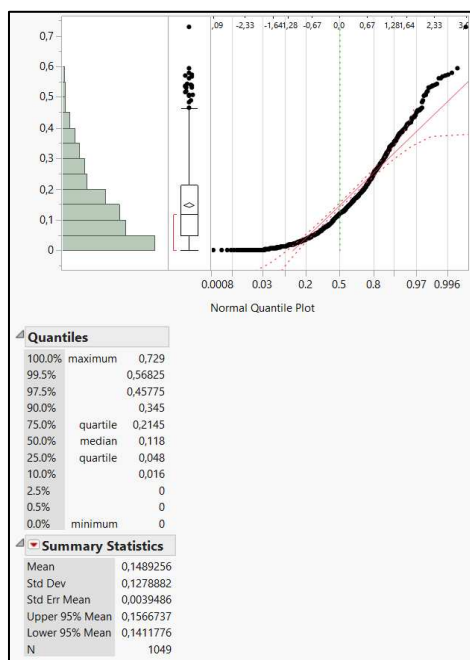 ,09 -2,33 -1,64 1,28 -0,67 0,0 0,67 1,28 1,64 2,33 3,
0,7
0,6
0,5
0,4
0,3
0,2
0,1
0
0.0008 0.03 0.2 0.5 0.8 0.97 0.996
Normal Quantile Plot
Quantiles
100.0% maximum 0,729
99.5% 0,56825
97.5% 0,45775
90.0% 0,345
75.0% quartile 0,2145
50.0% median 0,118
25.0% quartile 0,048
10.0% 0,016
2.5% 0
0.5% 0
0.0% minimum 0
Summary Statistics
Mean 0,1489256
Std Dev 0,1278882
Std Err Mean 0,0039486
Upper 95% Mean 0,1566737
Lower 95% Mean 0,1411776
N 1049